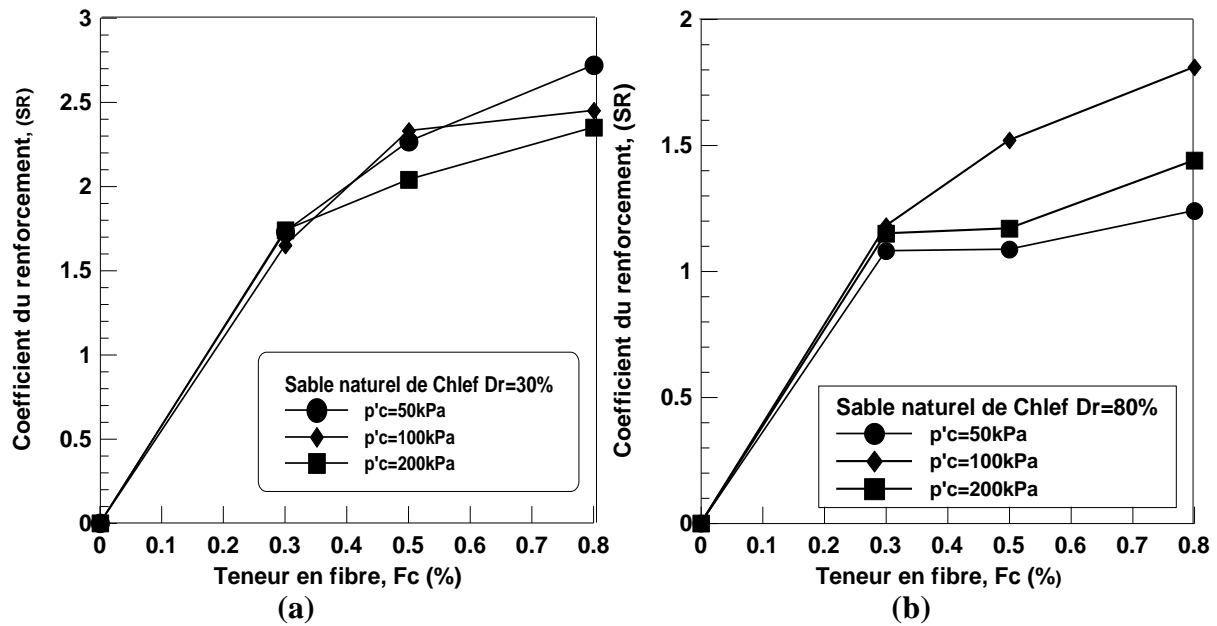 3
2.5
2
1.5
1
0.5
0
Coefficient du renforcement, (SR)
Sable naturel de Chlef Dr=30%
p'c=50kPa
p'c=100kPa
p'c=200kPa
0 0.1 0.2 0.3 0.4 0.5 0.6 0.7 0.8
Teneur en fibre, Fc (%)
(a)
2
1.5
1
0.5
0
Coefficient du renforcement, (SR)
Sable naturel de Chlef Dr=80%
p'c=50kPa
p'c=100kPa
p'c=200kPa
0 0.1 0.2 0.3 0.4 0.5 0.6 0.7 0.8
Teneur en fibre, Fc (%)
(b)